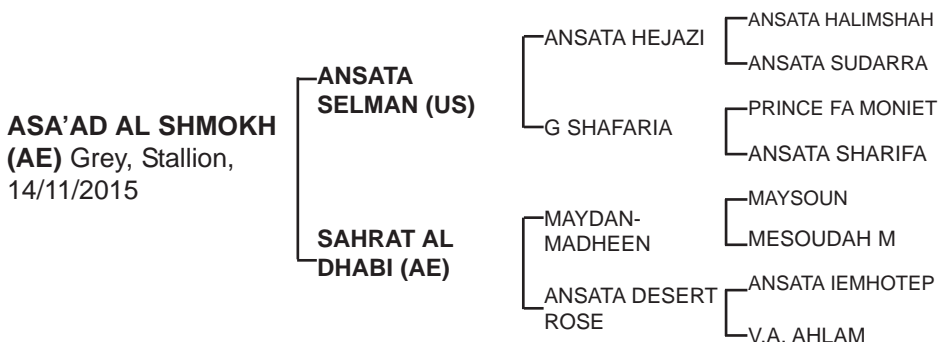 ASA’AD AL SHMOKH
(AE) Grey, Stallion,
14/11/2015
ANSATA
SELMAN (US)
SAHRAT AL
DHABI (AE)
ANSATA HEJAZI
G SHAFARIA
MAYDAN-
MADHEEN
ANSATA DESERT
ROSE
ANSATA HALIMSHAH
ANSATA SUDARRA
PRINCE FA MONIET
ANSATA SHARIFA
MAYSOUN
MESOUDAH M
ANSATA IEMHOTEP
V.A. AHLAM